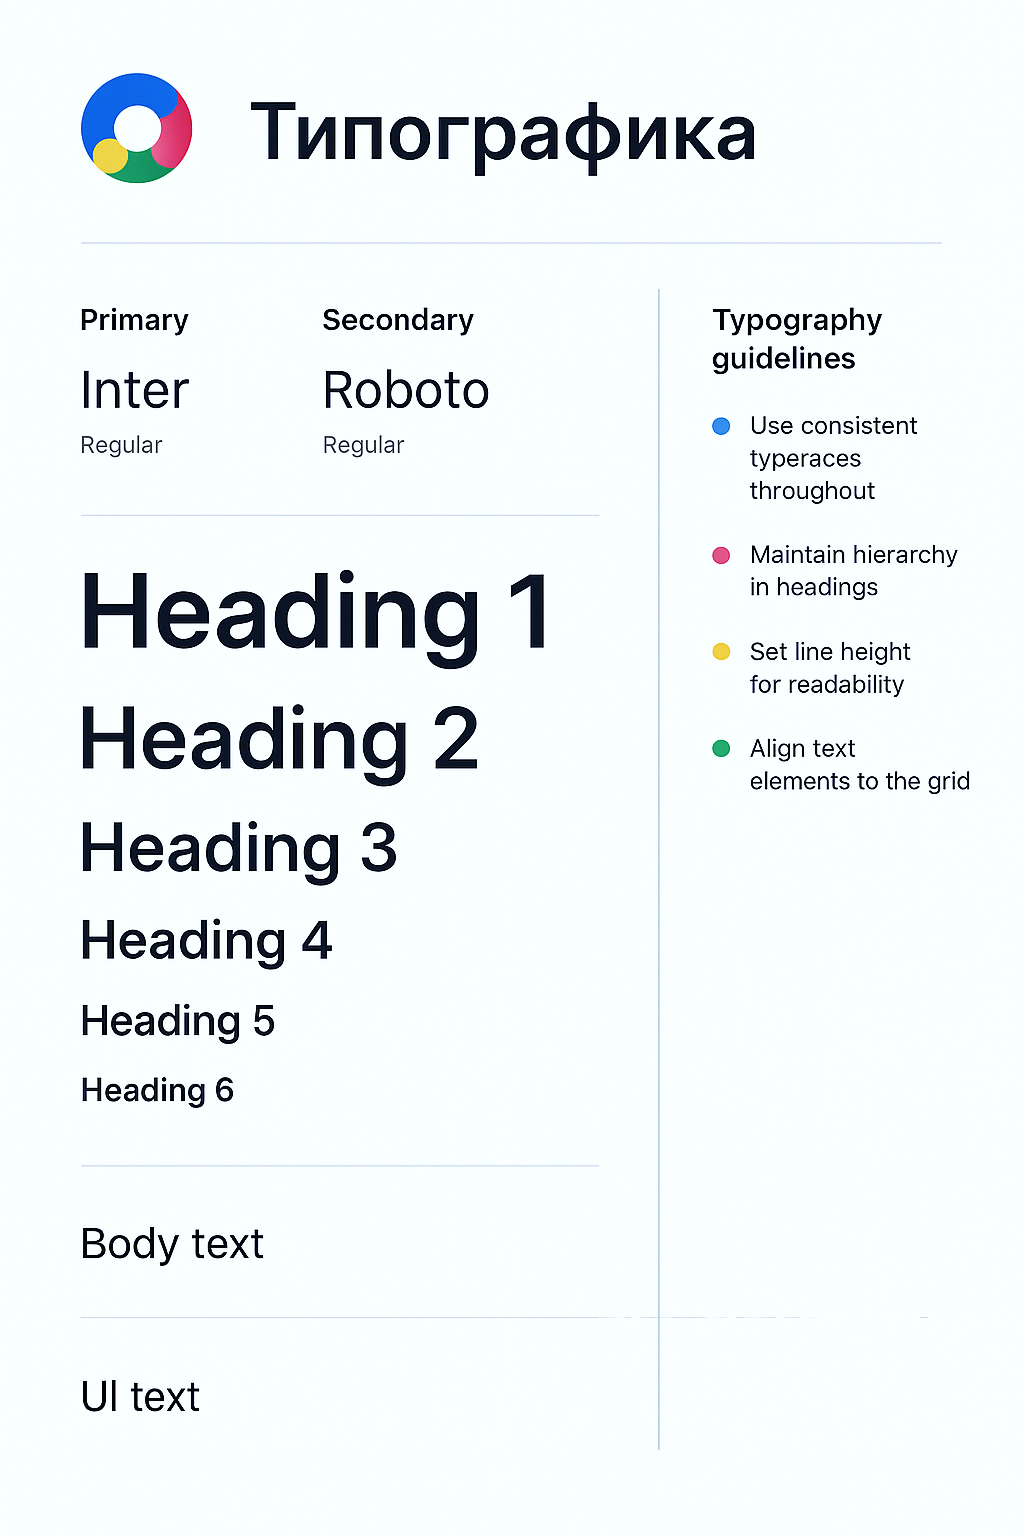 Типографика
Primary
Inter
Regular
Secondary
Roboto
Regular
Heading 1
Heading 2
Heading 3
Heading 4
Heading 5
Heading 6
Body text
UI text
Typography
guidelines
Use consistent
typeraces
throughout
Maintain hierarchy
in headings
Set line height
for readability
Align text
elements to the grid